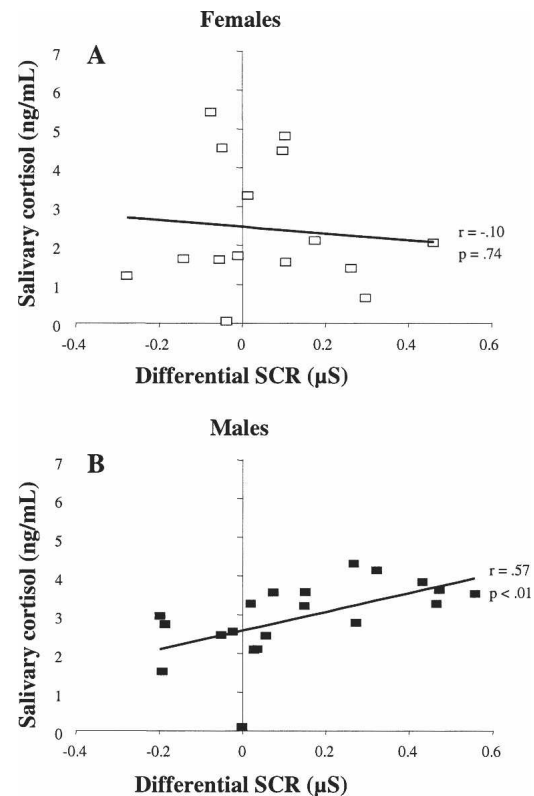 Females
A
7
6
5
4
3
2
1
0
Salivary cortisol (ng/mL)
r = -.10
p = .74
-0.4 -0.2 0 0.2 0.4 0.6
Differential SCR (µS)
Males
B
7
6
5
4
3
2
1
0
Salivary cortisol (ng/mL)
r = .57
p < .01
-0.4 -0.2 0 0.2 0.4 0.6
Differential SCR (µS)